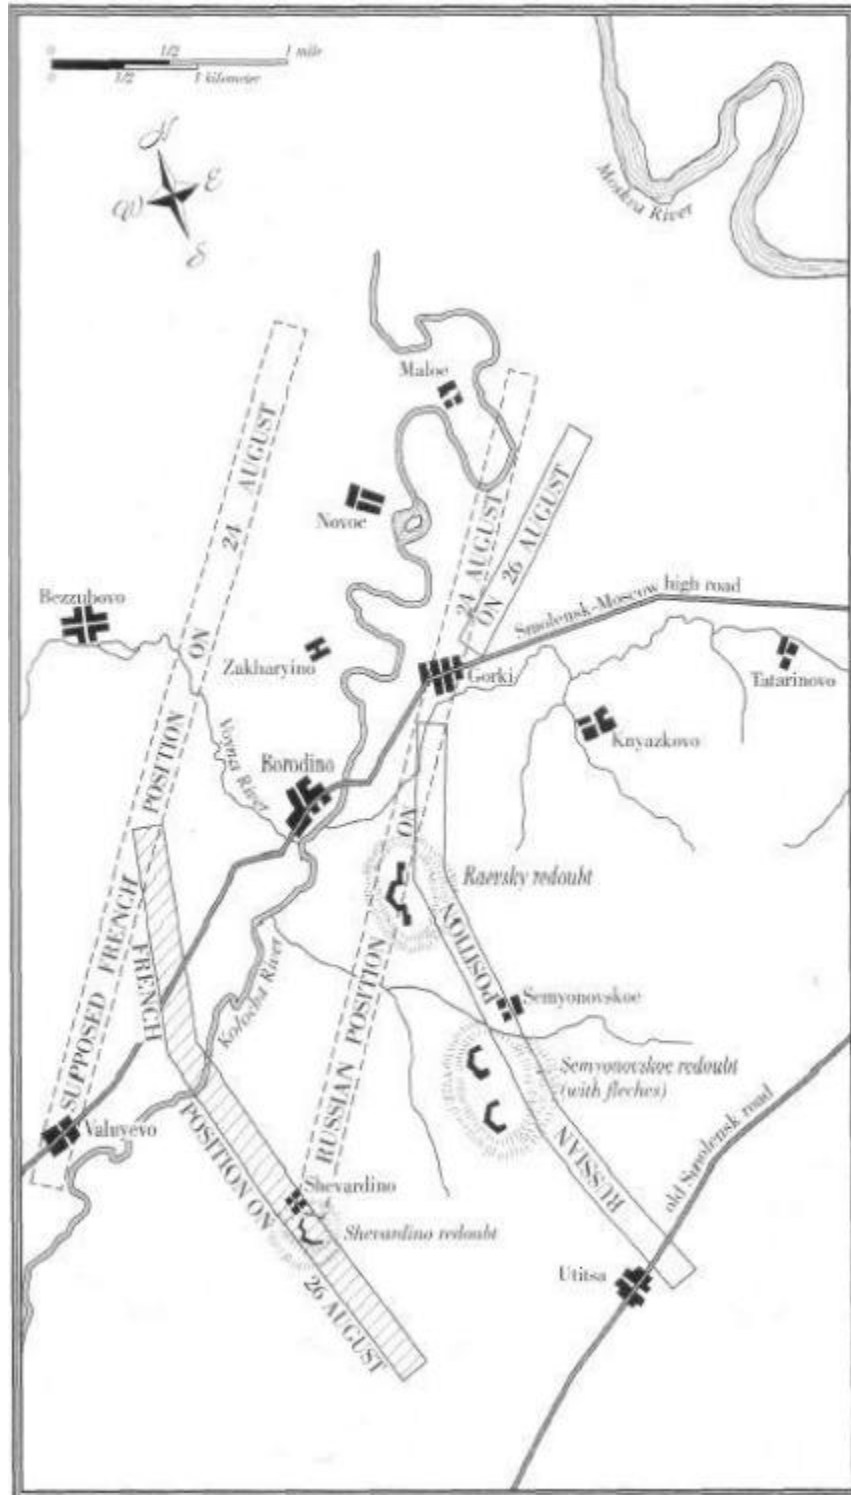 0 1/2 1 mile
0 1/2 1 kilometer
N
E
W
S
Moskva River
Maloe
SUPPOSED FRENCH POSITION ON 24 AUGUST
Novoe
RUSSIAN POSITION ON 24 AUGUST
RUSSIAN POSITION ON 26 AUGUST
Bezzubovo
Smolensk-Moscow high road
Zakharyino
Gorki
Tatarinovo
Knyazkovo
Voyna River
Borodino
Raevsky redoubt
FRENCH POSITION ON 26 AUGUST
Kolocha River
Semyonovskoe
Semyonovskoe redoubt
(with fleches)
Valuyevo
old Smolensk road
Shevardino
Shevardino redoubt
Utitsa